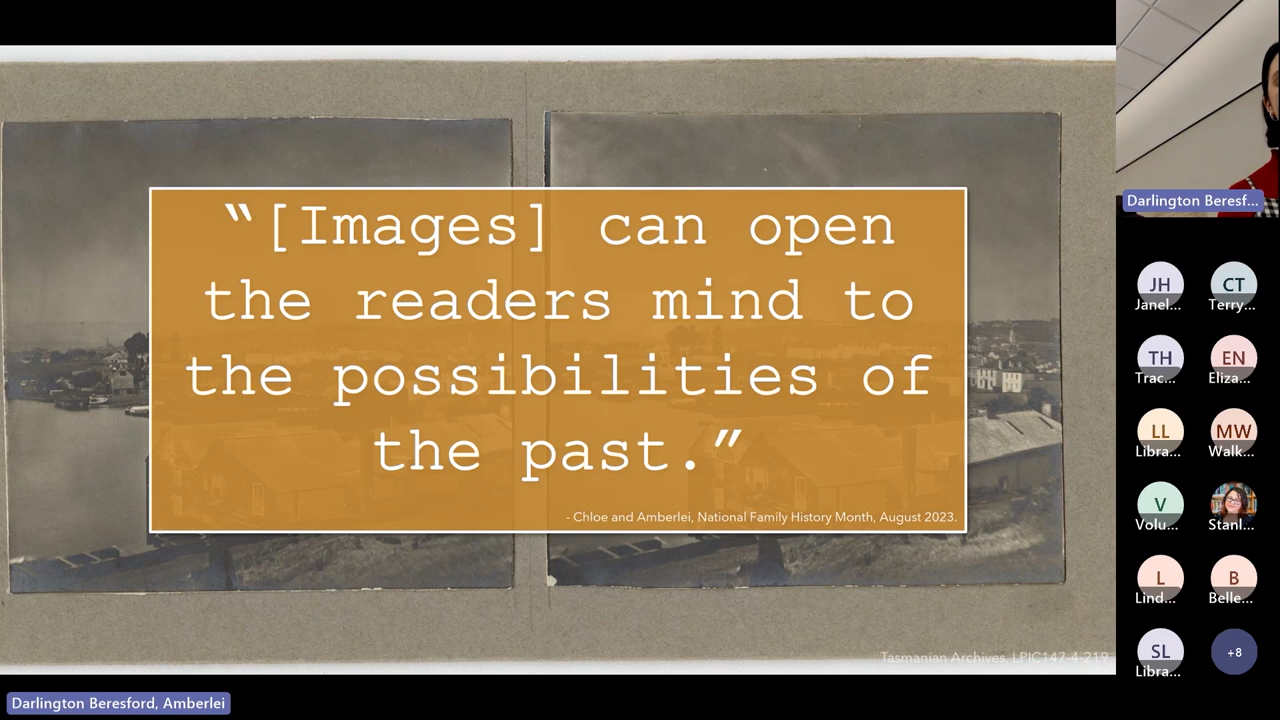 “[Images] can open
the readers mind to
the possibilities of
the past.”
- Chloe and Amberlei, National Family History Month, August 2023.
Tasmanian Archives, LPIC147-4-219
Darlington Beresford, Amberlei
Darlington Beresf...
JH
CT
Janel...
Terry...
TH
EN
Trac...
Eliza...
LL
MW
Libra...
Walk...
V
Volu...
Stanl...
L
B
Lind...
Belle...
SL
+8
Libra...